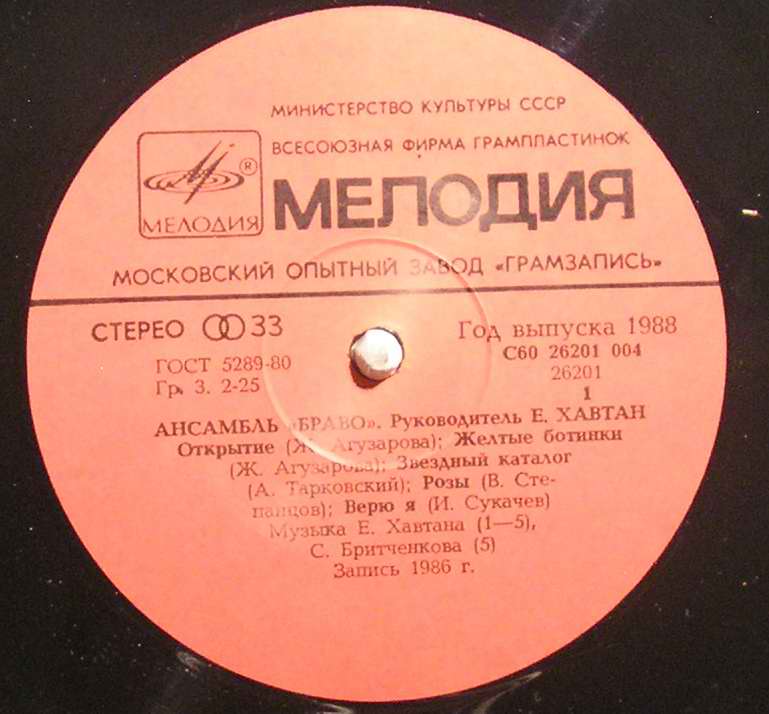 МИНИСТЕРСТВО КУЛЬТУРЫ СССР
ВСЕСОЮЗНАЯ ФИРМА ГРАМПЛАСТИНОК
МЕЛОДИЯ ®
МЕЛОДИЯ
МОСКОВСКИЙ ОПЫТНЫЙ ЗАВОД «ГРАМЗАПИСЬ»
СТЕРЕО 33 Год выпуска 1988
ГОСТ 5289-80 С60 26201 004
Гр. 3. 2-25 26201
1
АНСАМБЛЬ «БРАВО». Руководитель Е. ХАВТАН
Открытие (Ж. Агузарова); Желтые ботинки
(Ж. Агузарова); Звездный каталог
(А. Тарковский); Розы (В. Сте-
панцов); Верю я (И. Сукачев)
Музыка Е. Хавтана (1—5),
С. Бритченкова (5)
Запись 1986 г.